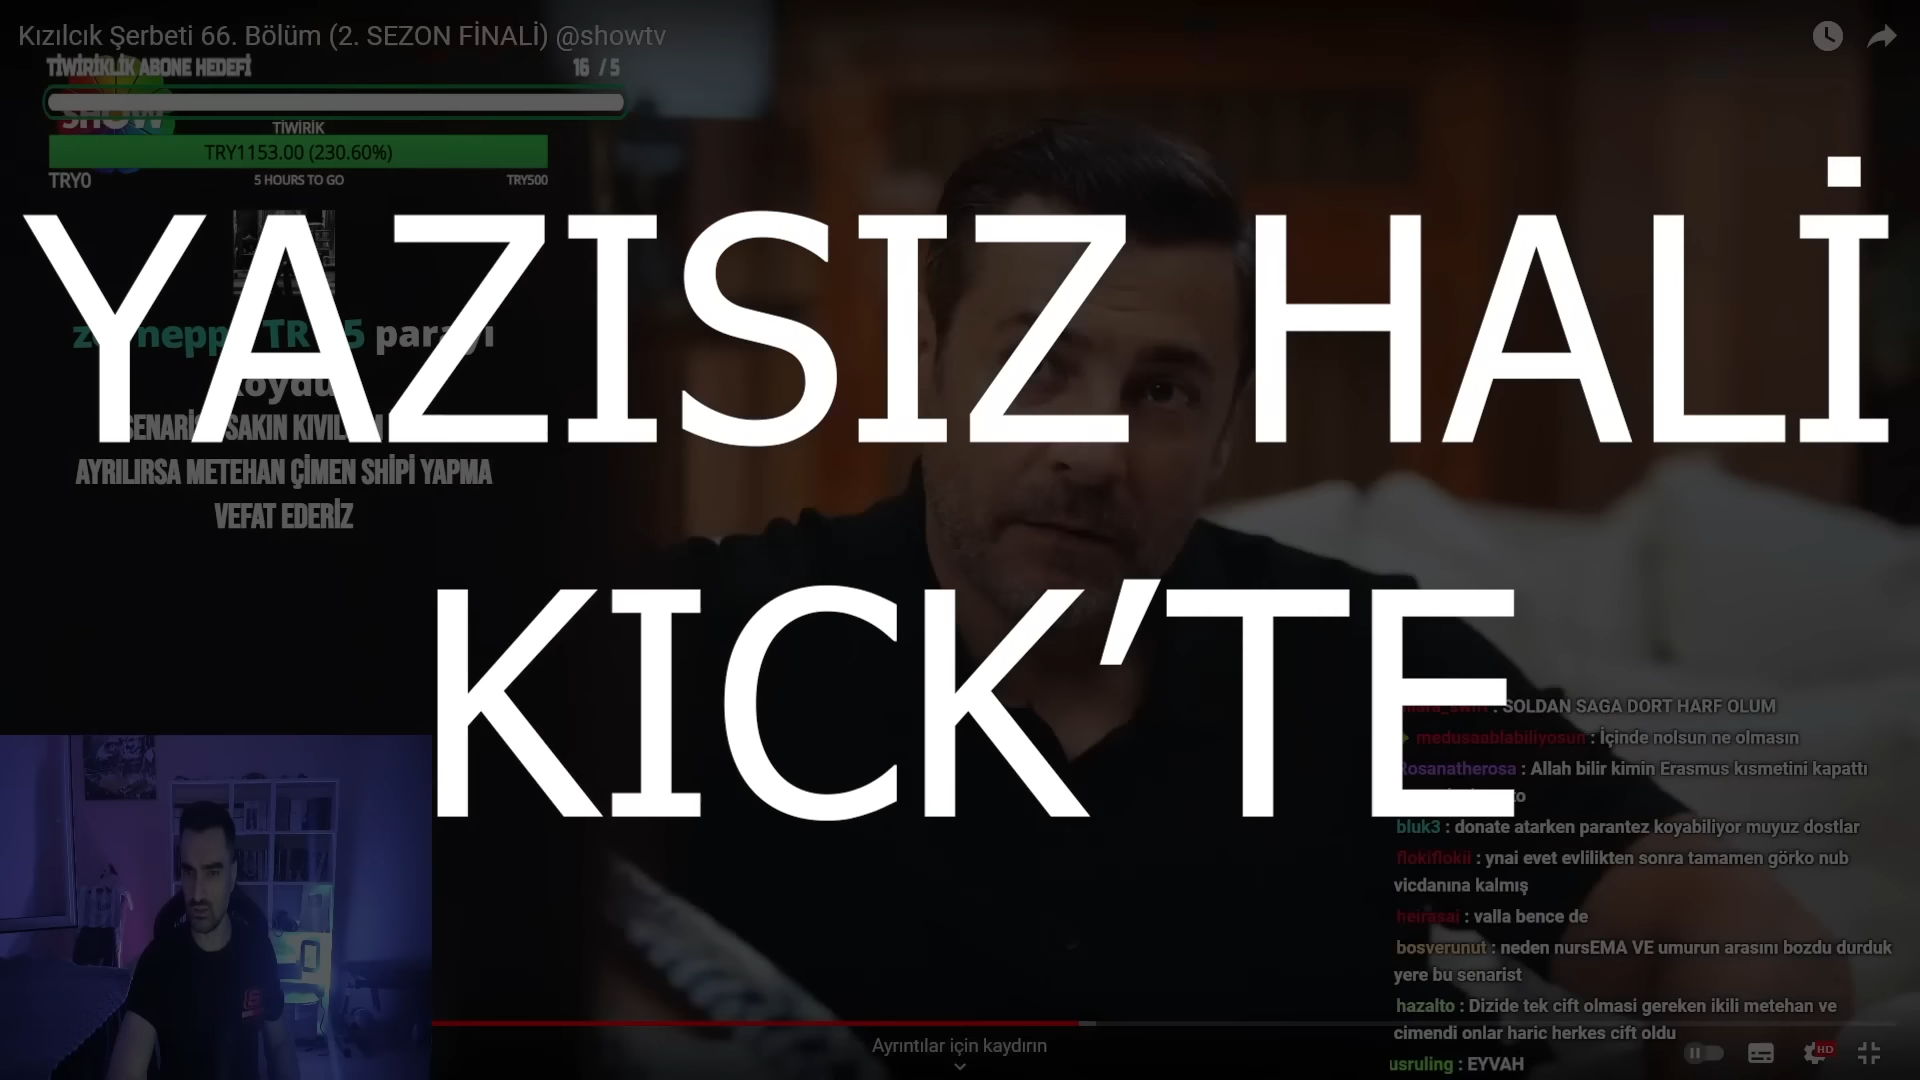 Kızılcık Şerbeti 66. Bölüm (2. SEZON FİNALİ) @showtv
TİWİRİKLİK ABONE HEDEFİ 16 / 5
SHOW
TİWİRİK
TRY1153.00 (230.60%)
TRY0 5 HOURS TO GO TRY500
YAZISIZ HALİ
parayı
koydu
SAKIN
AYRILIRSA METEHAN ÇİMEN SHİPİ YAPMA
VEFAT EDERİZ
KICK’TE
: SOLDAN SAGA DORT HARF OLUM
medusaablabiliyosun : İçinde nolsun ne olmasın
Rosanatherosa : Allah bilir kimin Erasmus kısmetini kapattı
bluk3 : donate atarken parantez koyabiliyor muyuz dostlar
flokiflokii : ynai evet evlilikten sonra tamamen görko nub
vicdanına kalmış
heirasai : valla bence de
bosverunut : neden nursEMA VE umurun arasını bozdu durduk
yere bu senarist
hazalto : Dizide tek cift olmasi gereken ikili metehan ve
cimendi onlar haric herkes cift oldu
usruling : EYVAH
Ayrıntılar için kaydırın
HD